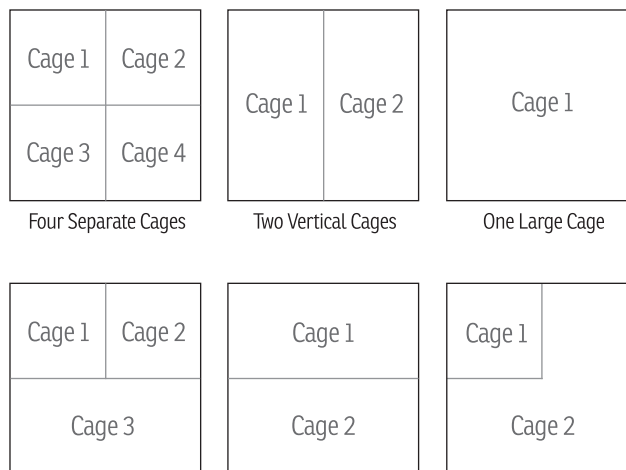 Cage 1 Cage 2 Cage 1 Cage 2 Cage 1
Cage 3 Cage 4
Four Separate Cages Two Vertical Cages One Large Cage
Cage 1 Cage 2 Cage 1 Cage 1
Cage 3 Cage 2 Cage 2